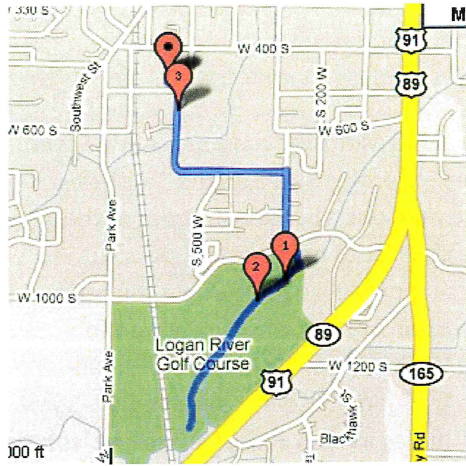 W 330 S
M
91
W 400 S
89
3
Southwest St
S 200 W
W 600 S
W 600 S
Park Ave
S 500 W
1
2
W 1000 S
89
Logan River
Golf Course
W 1200 S
91
165
Park Ave
Blackhawk
y Rd
000 ft